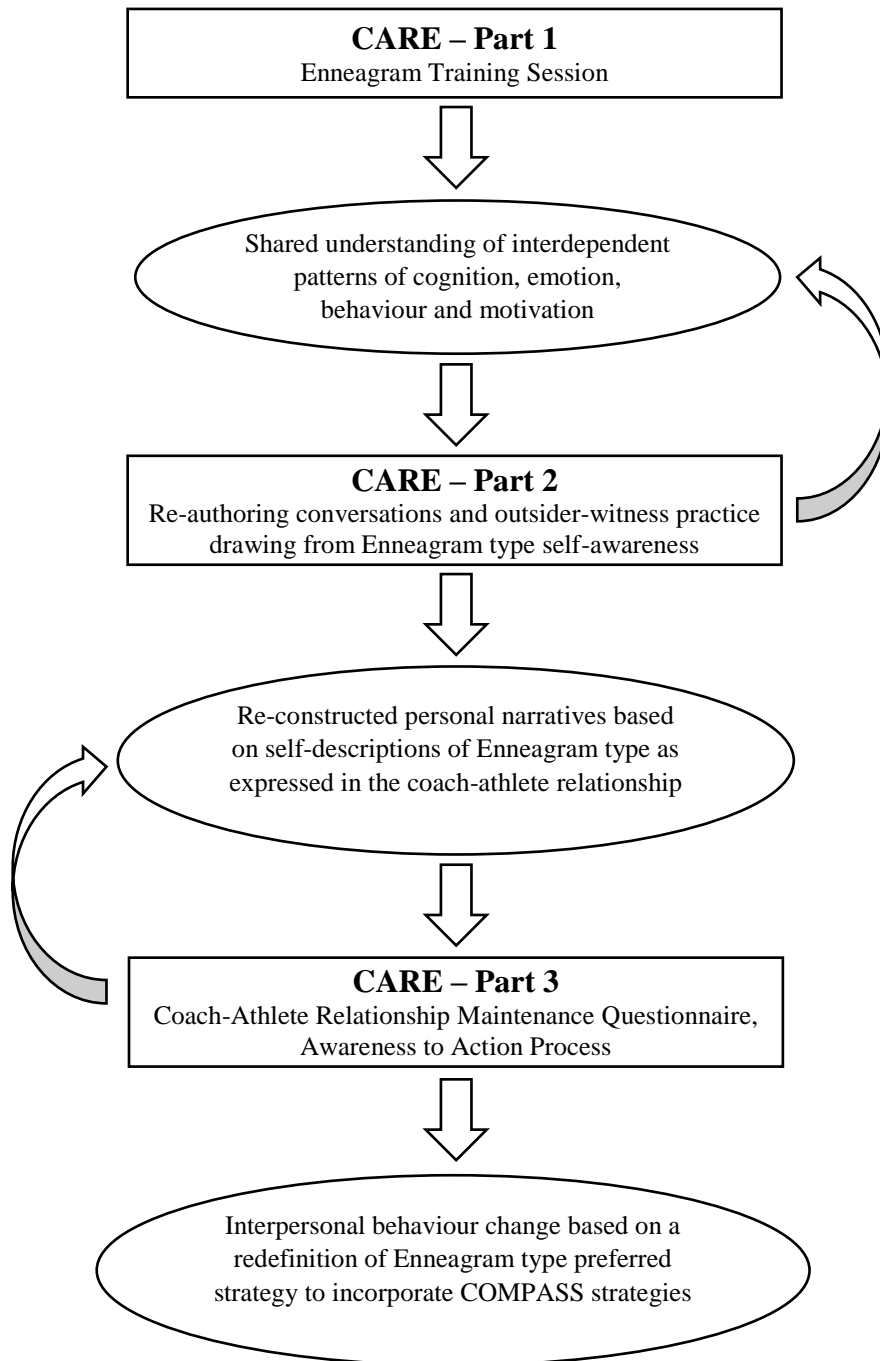 CARE – Part 1
Enneagram Training Session
Shared understanding of interdependent
patterns of cognition, emotion,
behaviour and motivation
CARE – Part 2
Re-authoring conversations and outsider-witness practice
drawing from Enneagram type self-awareness
Re-constructed personal narratives based
on self-descriptions of Enneagram type as
expressed in the coach-athlete relationship
CARE – Part 3
Coach-Athlete Relationship Maintenance Questionnaire,
Awareness to Action Process
Interpersonal behaviour change based on a
redefinition of Enneagram type preferred
strategy to incorporate COMPASS strategies